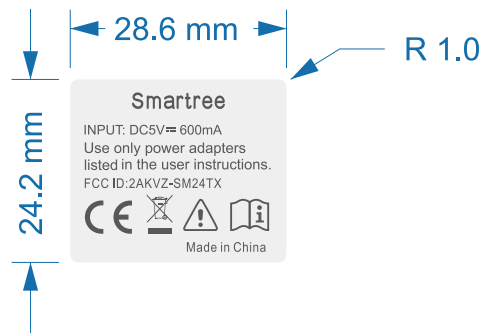 28.6 mm
R 1.0
24.2 mm
Smartree
INPUT: DC5V⎓ 600mA
Use only power adapters
listed in the user instructions.
FCC ID:2AKVZ-SM24TX
CE
Made in China